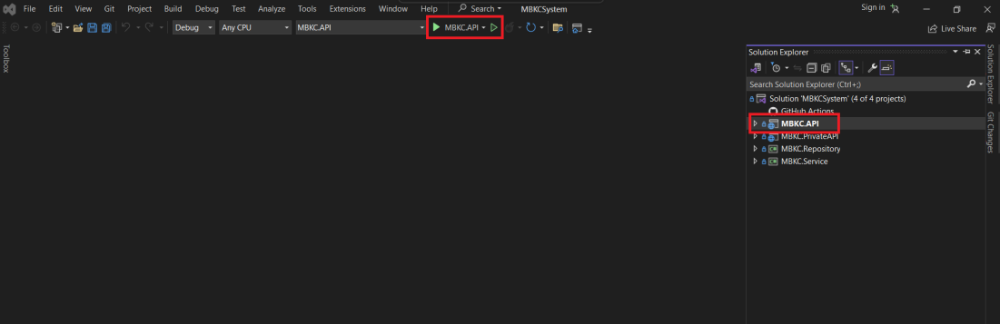 File Edit View Git Project Build Debug Test Analyze Tools Extensions Window Help Search MBKCSystem Sign in
Debug Any CPU MBKC.API MBKC.API Live Share
Toolbox
Solution Explorer
Search Solution Explorer (Ctrl+;)
Solution 'MBKCSystem' (4 of 4 projects)
GitHub Actions
MBKC.API
MBKC.PrivateAPI
MBKC.Repository
MBKC.Service
Solution Explorer
Git Changes